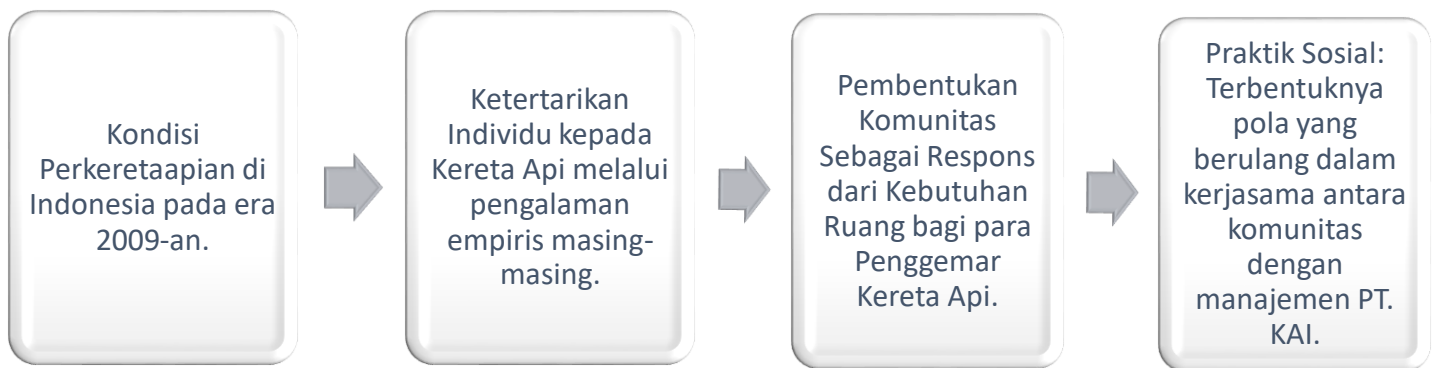 Kondisi
Perkeretaapian di
Indonesia pada era
2009-an.
Ketertarikan
Individu kepada
Kereta Api melalui
pengalaman
empiris masing-
masing.
Pembentukan
Komunitas
Sebagai Respons
dari Kebutuhan
Ruang bagi para
Penggemar
Kereta Api.
Praktik Sosial:
Terbentuknya
pola yang
berulang dalam
kerjasama antara
komunitas
dengan
manajemen PT.
KAI.